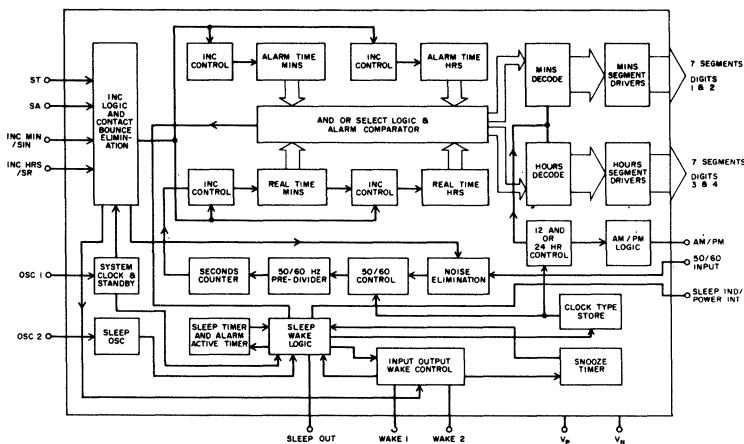 INC
LOGIC
AND
CONTACT
BOUNCE
ELIMIN-
ATION
ST
SA
INC MIN
/SIN
INC HRS
/SR
INC
CONTROL
ALARM TIME
MINS
INC
CONTROL
ALARM TIME
HRS
MINS
DECODE
MINS
SEGMENT
DRIVERS
7 SEGMENTS
DIGITS
1 & 2
AND OR SELECT LOGIC &
ALARM COMPARATOR
INC
CONTROL
REAL TIME
MINS
INC
CONTROL
REAL TIME
HRS
HOURS
DECODE
HOURS
SEGMENT
DRIVERS
7 SEGMENTS
DIGITS
3 & 4
12 AND
OR
24 HR
CONTROL
AM/PM
LOGIC
AM/PM
50/60
INPUT
OSC 1
SYSTEM
CLOCK &
STANDBY
SECONDS
COUNTER
50/60 HZ
PRE-DIVIDER
50/60
CONTROL
NOISE
ELIMINATION
SLEEP IND/
POWER INT
OSC 2
SLEEP
OSC
SLEEP TIMER
AND ALARM
ACTIVE TIMER
SLEEP
WAKE
LOGIC
CLOCK TYPE
STORE
INPUT OUTPUT
WAKE CONTROL
SNOOZE
TIMER
SLEEP OUT
WAKE 1
WAKE 2
VP
VN